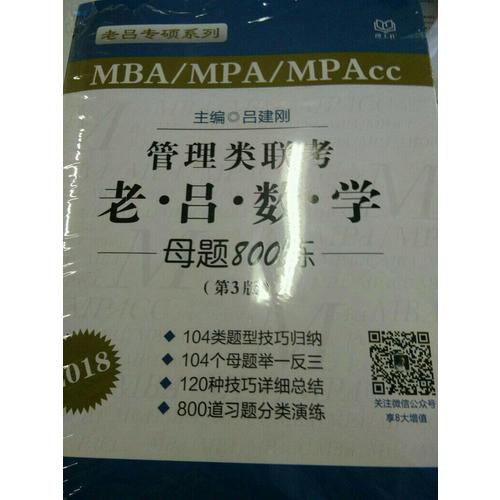 老吕专硕系列
MBA/MPA/MPAcc
主编◎吕建刚
管理类联考
老·吕·数·学
母题800练
(第3版)
2018
◆ 104类题型技巧归纳
◆ 104个母题举一反三
◆ 120种技巧详细总结
◆ 800道习题分类演练
关注微信公众号
享8大增值